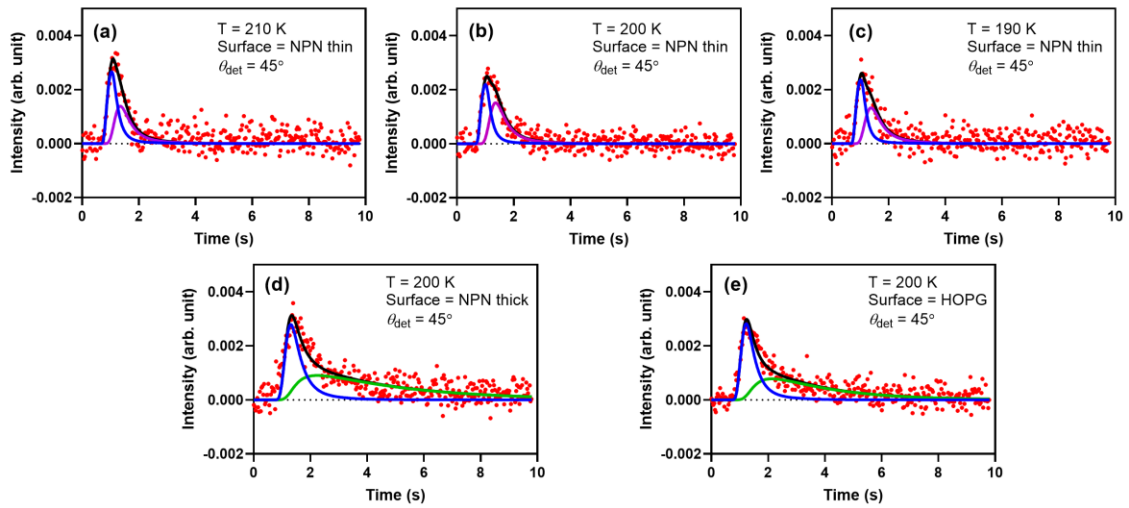 (a)
T = 210 K
Surface = NPN thin
θdet = 45°
Intensity (arb. unit)
0.004
0.002
0.000
-0.002
0 2 4 6 8 10
Time (s)
(b)
T = 200 K
Surface = NPN thin
θdet = 45°
Intensity (arb. unit)
0.004
0.002
0.000
-0.002
0 2 4 6 8 10
Time (s)
(c)
T = 190 K
Surface = NPN thin
θdet = 45°
Intensity (arb. unit)
0.004
0.002
0.000
-0.002
0 2 4 6 8 10
Time (s)
(d)
T = 200 K
Surface = NPN thick
θdet = 45°
Intensity (arb. unit)
0.004
0.002
0.000
-0.002
0 2 4 6 8 10
Time (s)
(e)
T = 200 K
Surface = HOPG
θdet = 45°
Intensity (arb. unit)
0.004
0.002
0.000
-0.002
0 2 4 6 8 10
Time (s)